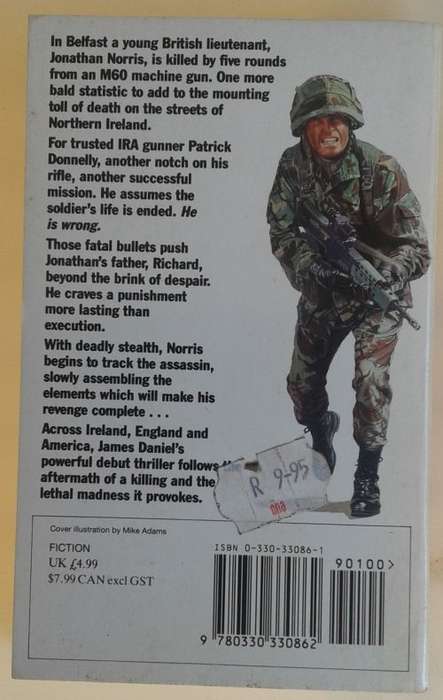 In Belfast a young British lieutenant,
Jonathan Norris, is killed by five rounds
from an M60 machine gun. One more
bald statistic to add to the mounting
toll of death on the streets of
Northern Ireland.
For trusted IRA gunner Patrick
Donnelly, another notch on his
rifle, another successful
mission. He assumes the
soldier's life is ended. He
is wrong.
Those fatal bullets push
Jonathan's father, Richard,
beyond the brink of despair.
He craves a punishment
more lasting than
execution.
With deadly stealth, Norris
begins to track the assassin,
slowly assembling the
elements which will make his
revenge complete . . .
Across Ireland, England and
America, James Daniel's
powerful debut thriller follows
aftermath of a killing and the
lethal madness it provokes.
R 9-95
cna
Cover illustration by Mike Adams
FICTION
UK £4.99
$7.99 CAN excl GST
ISBN 0-330-33086-1
90100>
9 780330 330862